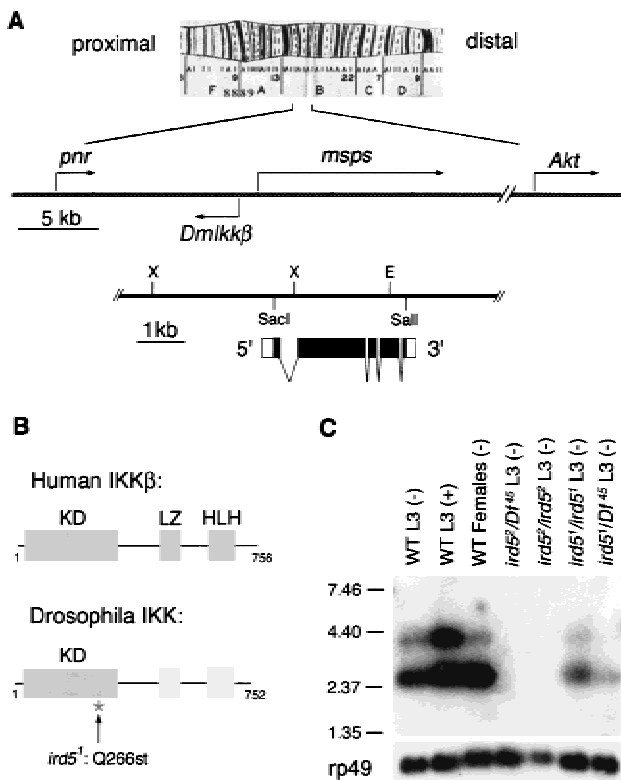 A
proximal
distal
F 8889 A B C D
pnr
msps
Akt
5 kb
DmIkkβ
X X E
SacI SalI
1kb
5' 3'
B
Human IKKβ:
KD LZ HLH
1 756
Drosophila IKK:
KD
1 752
*
ird5¹: Q266st
C
WT L3 (-)
WT L3 (+)
WT Females (-)
ird5²/Df⁴⁵ L3 (-)
ird5²/ird5² L3 (-)
ird5¹/ird5¹ L3 (-)
ird5¹/Df⁴⁵ L3 (-)
7.46
4.40
2.37
1.35
rp49